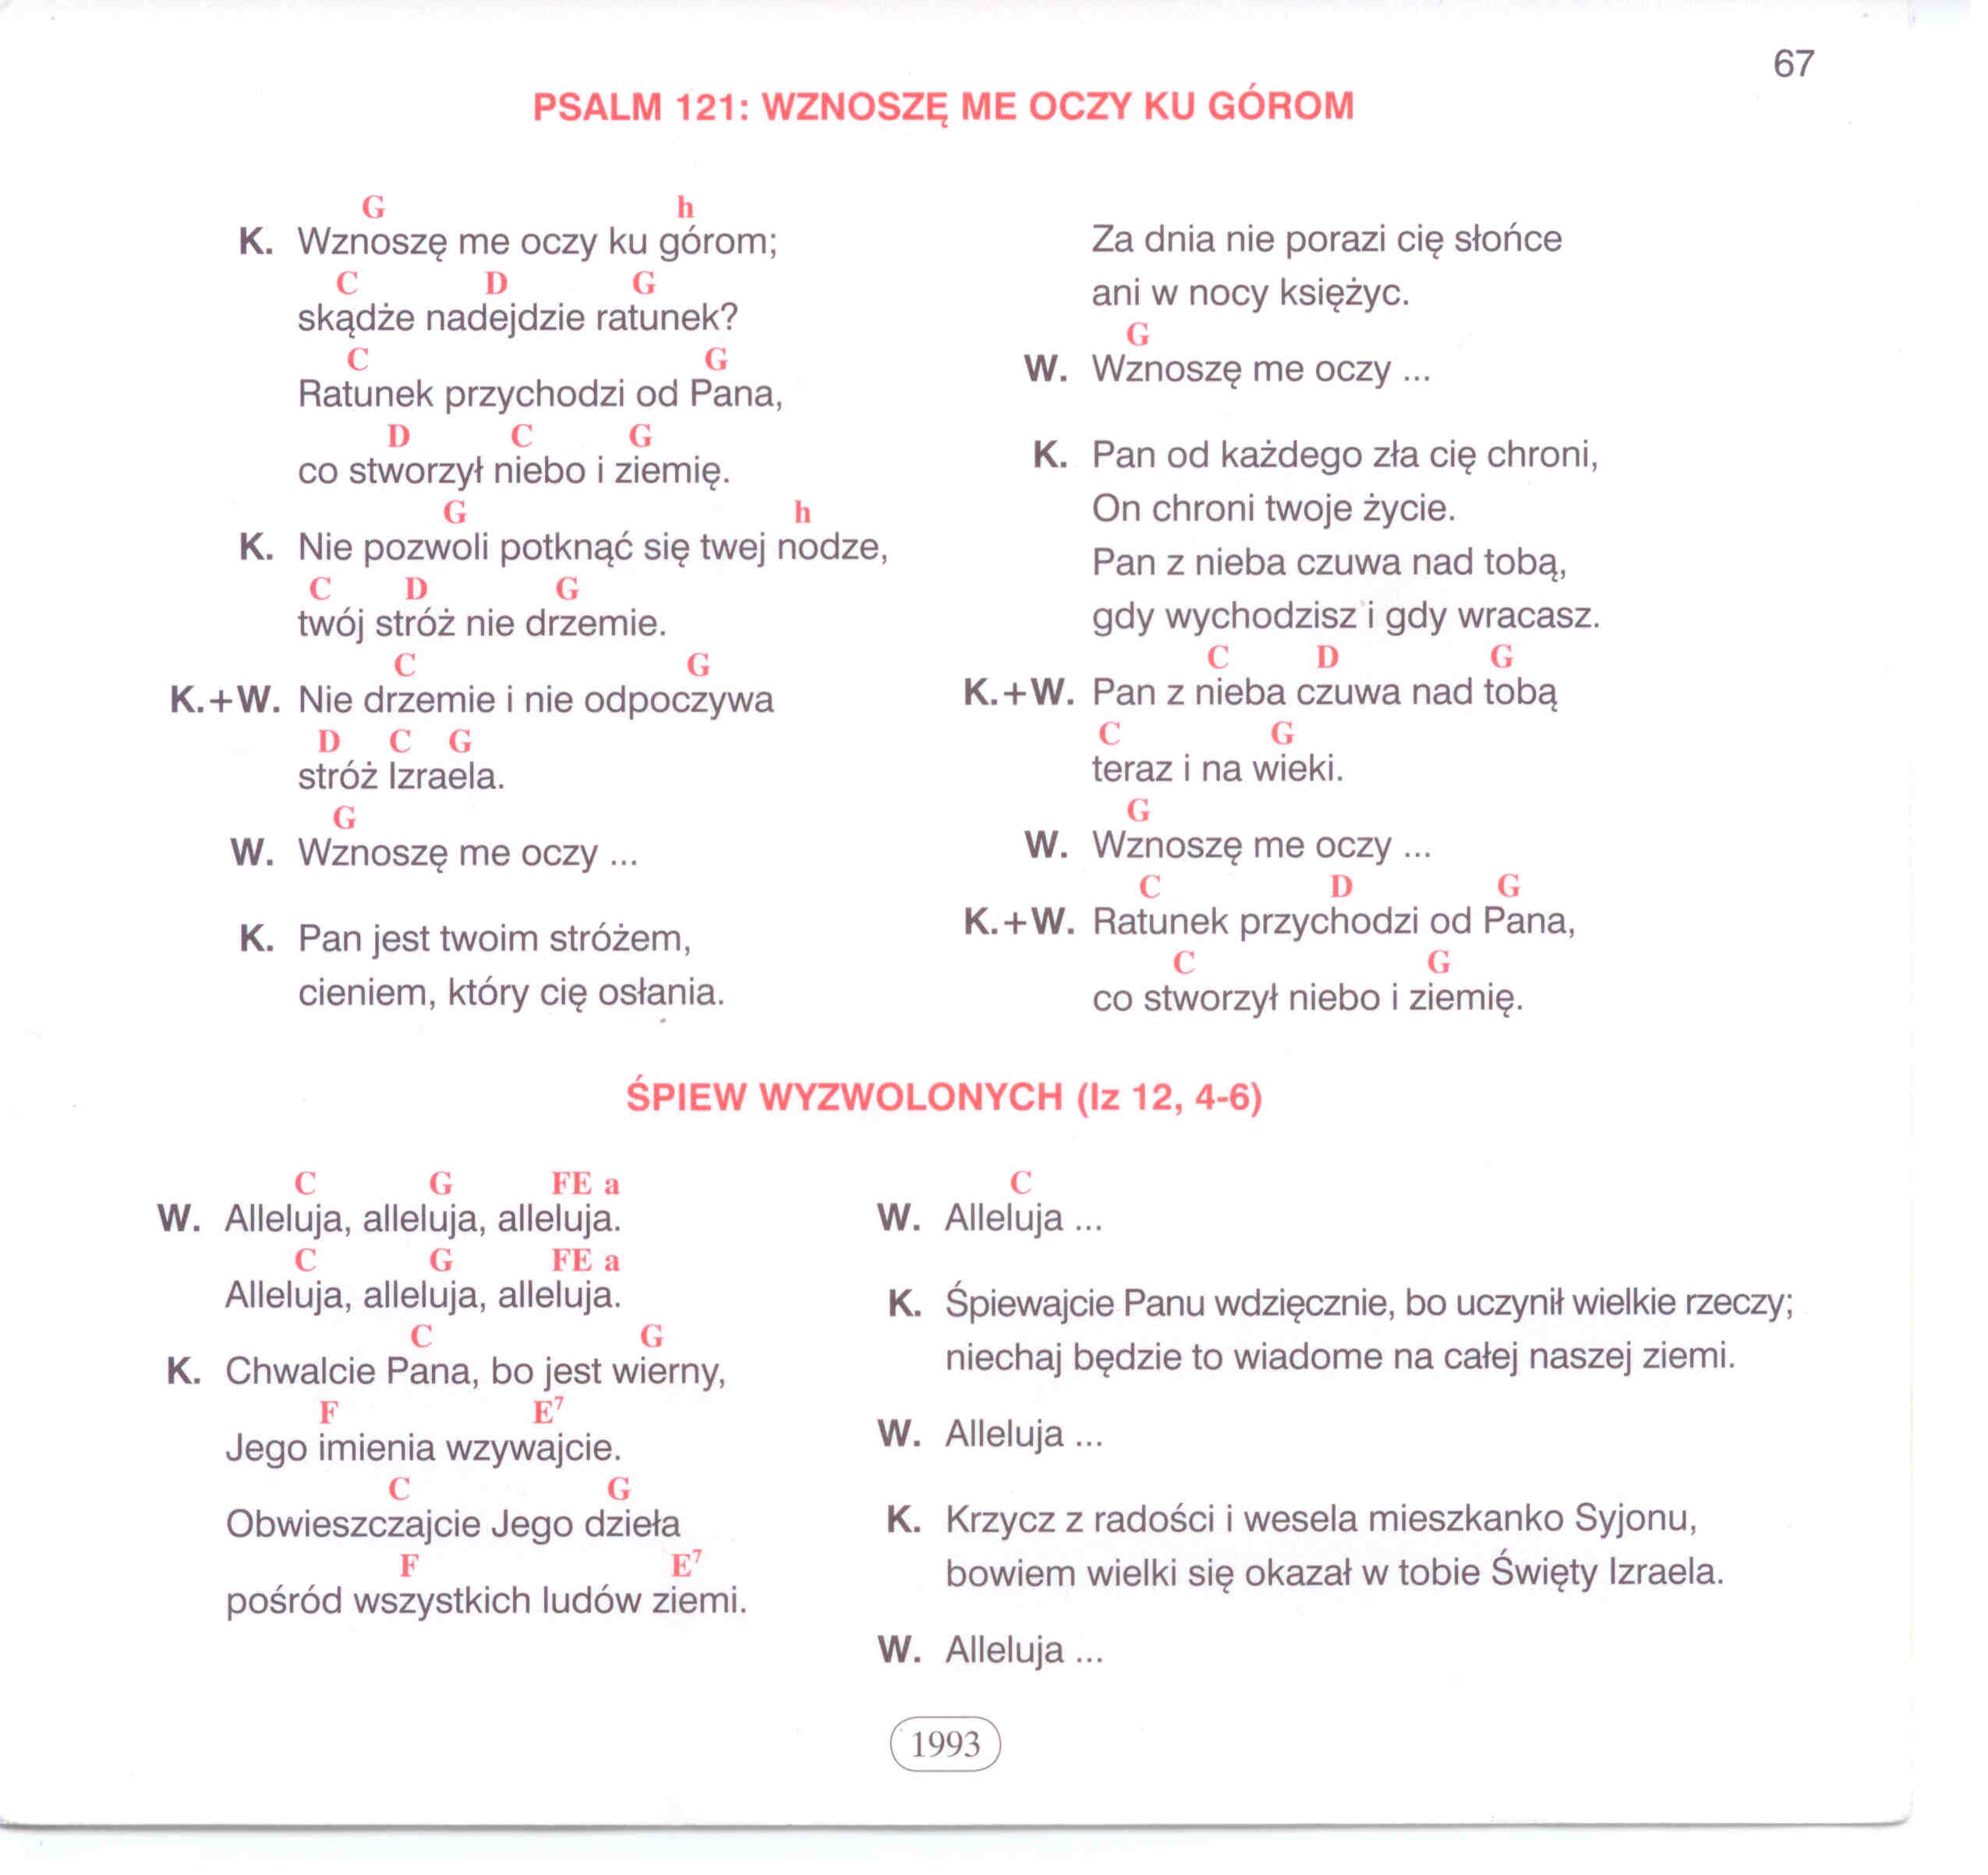 67
PSALM 121: WZNOSZĘ ME OCZY KU GÓROM
G h
K. Wznoszę me oczy ku górom;
C D G
skądże nadejdzie ratunek?
C G
Ratunek przychodzi od Pana,
D C G
co stworzył niebo i ziemię.
G h
K. Nie pozwoli potknąć się twej nodze,
C D G
twój stróż nie drzemie.
C G
K.+W. Nie drzemie i nie odpoczywa
D C G
stróż Izraela.
G
W. Wznoszę me oczy ...
K. Pan jest twoim stróżem,
cieniem, który cię osłania.
Za dnia nie porazi cię słońce
ani w nocy księżyc.
G
W. Wznoszę me oczy ...
K. Pan od każdego zła cię chroni,
On chroni twoje życie.
Pan z nieba czuwa nad tobą,
gdy wychodzisz i gdy wracasz.
C D G
K.+W. Pan z nieba czuwa nad tobą
C G
teraz i na wieki.
G
W. Wznoszę me oczy ...
C D G
K.+W. Ratunek przychodzi od Pana,
C G
co stworzył niebo i ziemię.
ŚPIEW WYZWOLONYCH (Iz 12, 4-6)
C G FE a
W. Alleluja, alleluja, alleluja.
C G FE a
Alleluja, alleluja, alleluja.
C G
K. Chwalcie Pana, bo jest wierny,
F E7
Jego imienia wzywajcie.
C G
Obwieszczajcie Jego dzieła
F E7
pośród wszystkich ludów ziemi.
C
W. Alleluja ...
K. Śpiewajcie Panu wdzięcznie, bo uczynił wielkie rzeczy;
niechaj będzie to wiadome na całej naszej ziemi.
W. Alleluja ...
K. Krzycz z radości i wesela mieszkanko Syjonu,
bowiem wielki się okazał w tobie Święty Izraela.
W. Alleluja ...
1993